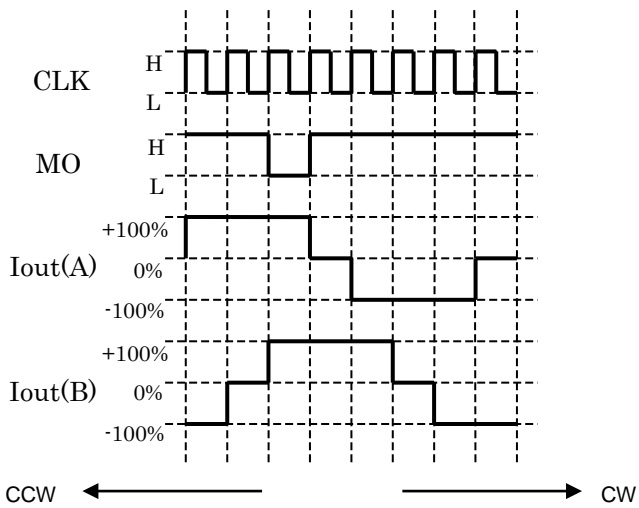 CLK
H
L
MO
H
L
Iout(A)
+100%
0%
-100%
Iout(B)
+100%
0%
-100%
CCW
CW